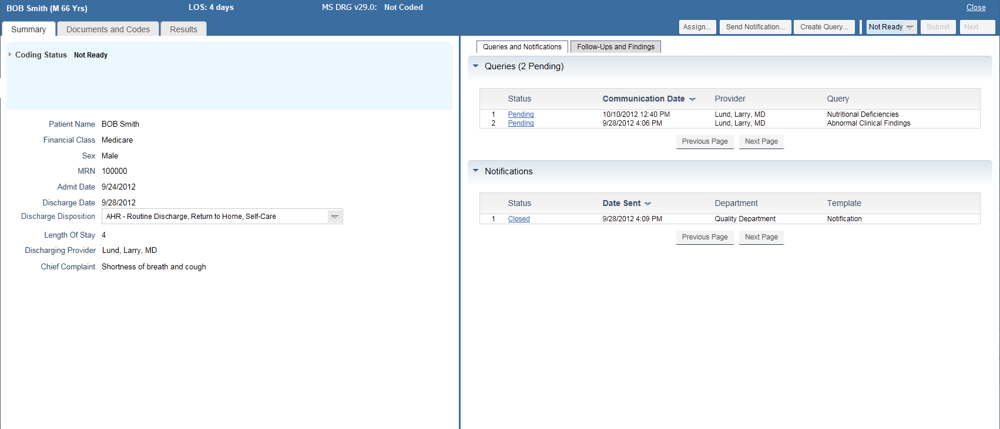 BOB Smith (M 66 Yrs) LOS: 4 days MS DRG v29.0: Not Coded Close
Summary Documents and Codes Results Assign... Send Notification... Create Query... Not Ready Submit Next
Coding Status Not Ready
Patient Name BOB Smith
Financial Class Medicare
Sex Male
MRN 100000
Admit Date 9/24/2012
Discharge Date 9/28/2012
Discharge Disposition AHR - Routine Discharge, Return to Home, Self-Care
Length Of Stay 4
Discharging Provider Lund, Larry, MD
Chief Complaint Shortness of breath and cough
Queries and Notifications Follow-Ups and Findings
Queries (2 Pending)
Status Communication Date Provider Query
1 Pending 10/10/2012 12:40 PM Lund, Larry, MD Nutritional Deficiencies
2 Pending 9/28/2012 4:06 PM Lund, Larry, MD Abnormal Clinical Findings
Previous Page Next Page
Notifications
Status Date Sent Department Template
1 Closed 9/28/2012 4:09 PM Quality Department Notification
Previous Page Next Page